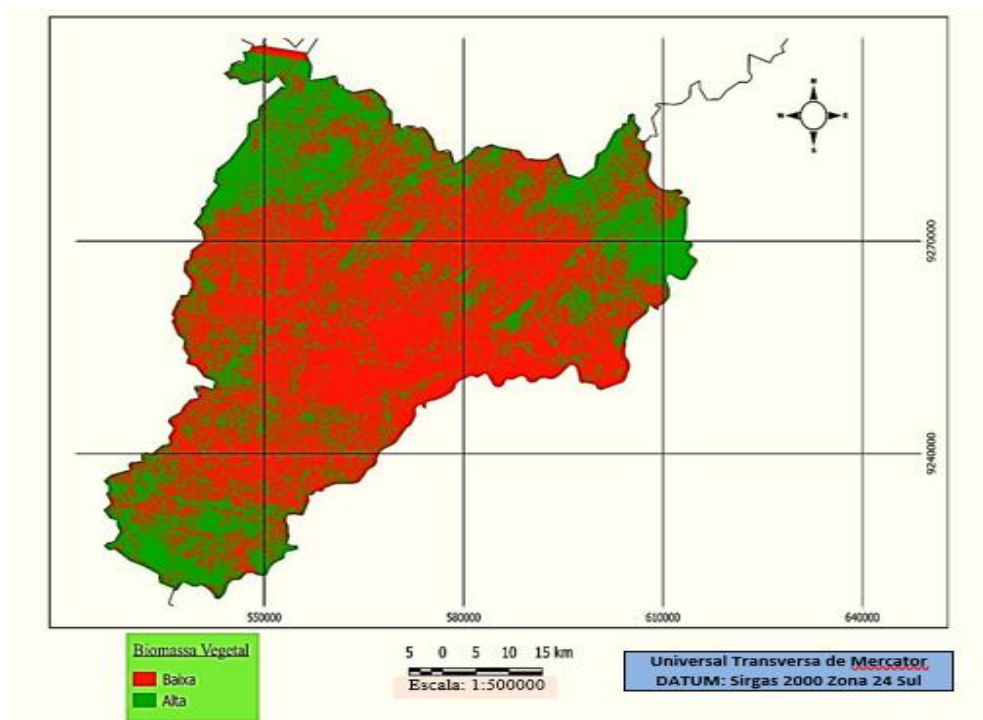 N
W E
S
9270000
9240000
550000 580000 610000 640000
Biomassa Vegetal
Baixa
Alta
5 0 5 10 15 km
Escala: 1:500000
Universal Transversa de Mercator
DATUM: Sirgas 2000 Zona 24 Sul